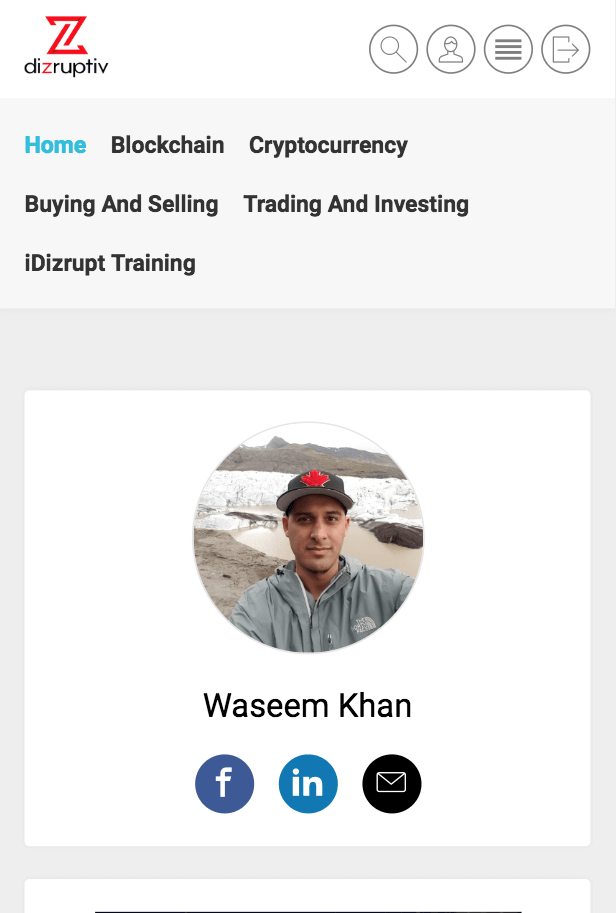 dizruptiv
Home Blockchain Cryptocurrency
Buying And Selling Trading And Investing
iDizrupt Training
Waseem Khan
f in